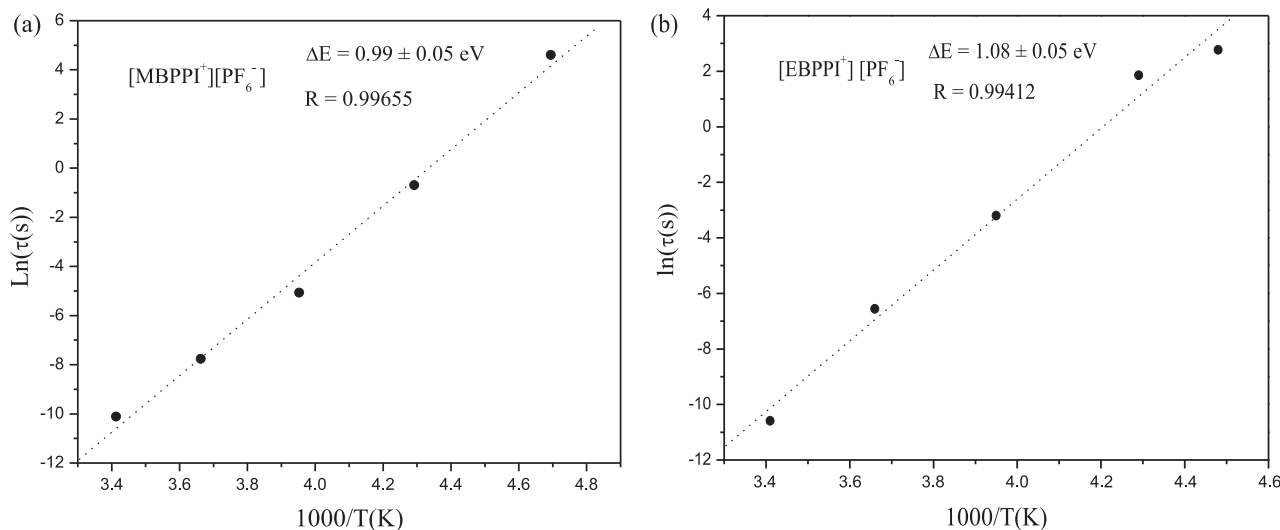 (a)
[MBPPI+][PF6-]
ΔE = 0.99 ± 0.05 eV
R = 0.99655
Ln(τ(s))
6
4
2
0
-2
-4
-6
-8
-10
-12
3.4 3.6 3.8 4.0 4.2 4.4 4.6 4.8
1000/T(K)
(b)
[EBPPI+] [PF6-]
ΔE = 1.08 ± 0.05 eV
R = 0.99412
ln(τ(s))
4
2
0
-2
-4
-6
-8
-10
-12
3.4 3.6 3.8 4.0 4.2 4.4 4.6
1000/T(K)